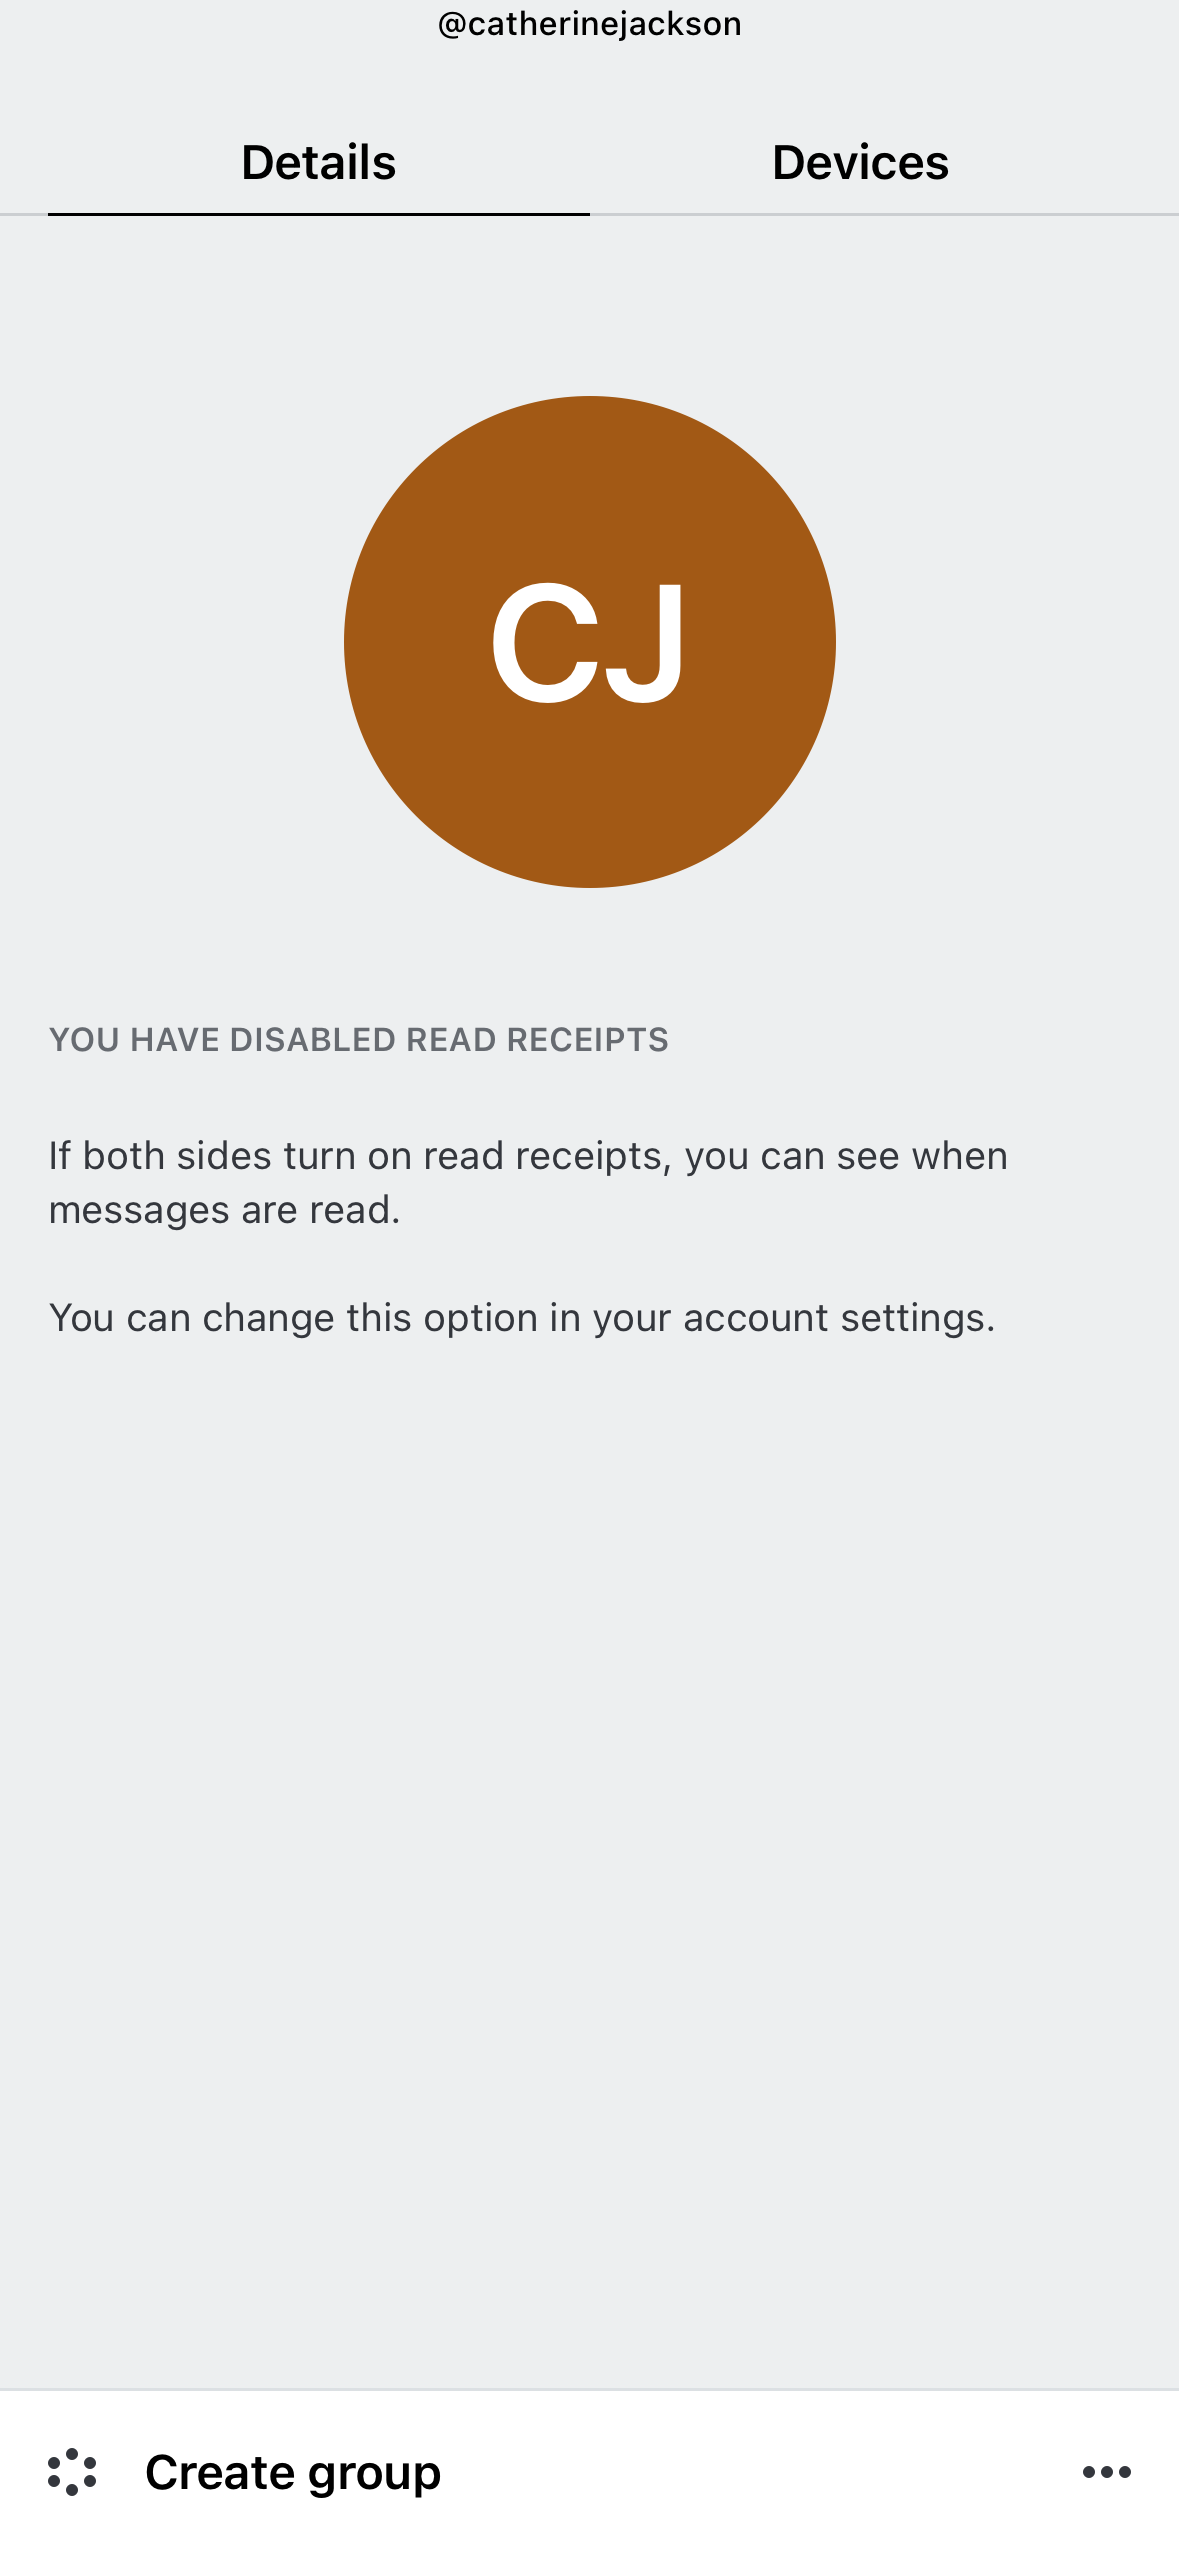 @catherinejackson
Details
Devices
CJ
YOU HAVE DISABLED READ RECEIPTS
If both sides turn on read receipts, you can see when
messages are read.
You can change this option in your account settings.
Create group